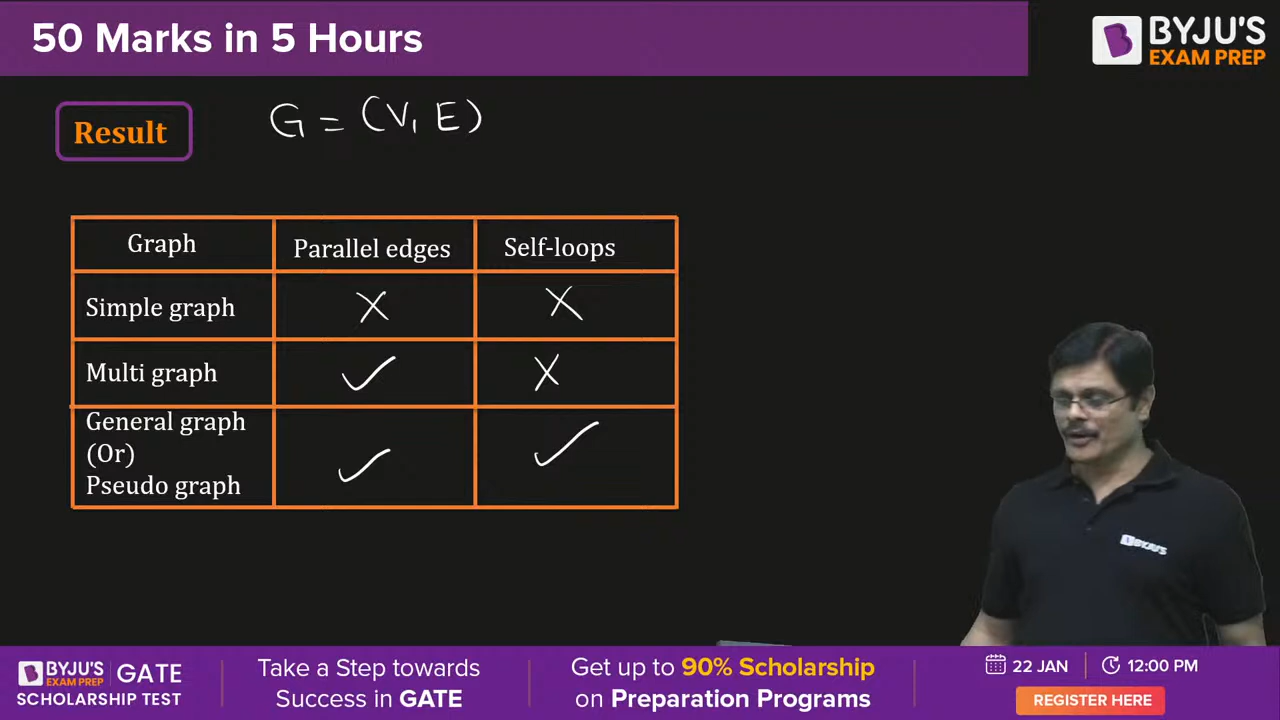 50 Marks in 5 Hours
BYJU'S
EXAM PREP
Result
G = (V, E)
Graph
Parallel edges
Self-loops
Simple graph
X
X
Multi graph
✓
X
General graph
(Or)
Pseudo graph
✓
✓
BYJU'S
BYJU'S
EXAM PREP
GATE
SCHOLARSHIP TEST
Take a Step towards
Success in GATE
Get up to 90% Scholarship
on Preparation Programs
22 JAN
12:00 PM
REGISTER HERE